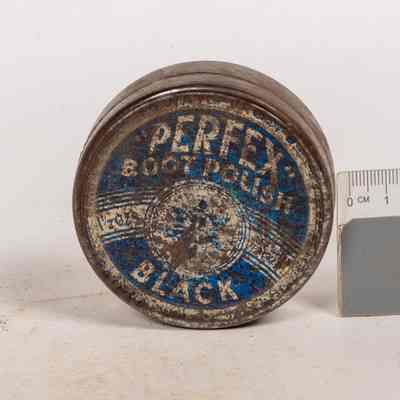 "PERFEX"
BOOT POLISH
BLACK
0 CM 1